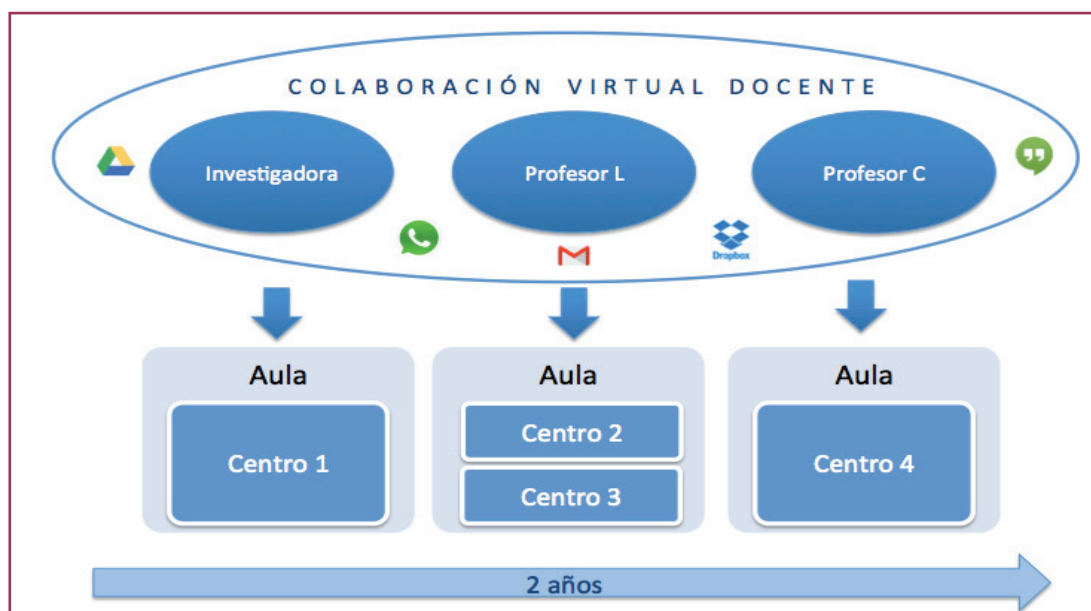 COLABORACIÓN VIRTUAL DOCENTE
Investigadora
Profesor L
Profesor C
Dropbox
Aula
Aula
Aula
Centro 1
Centro 2
Centro 3
Centro 4
2 años